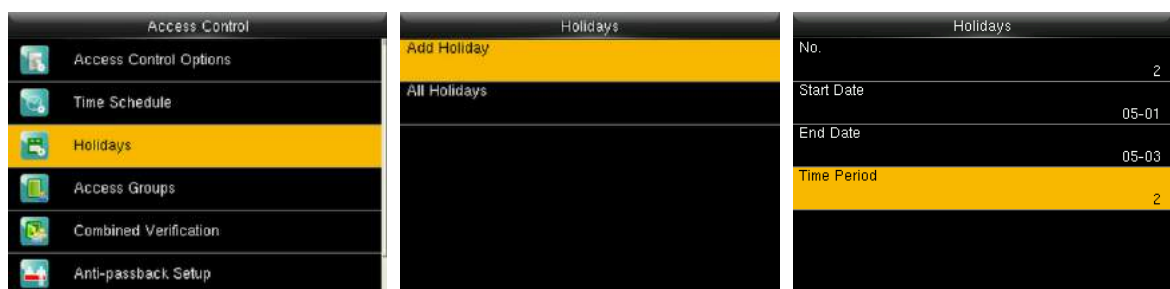 Access Control
Access Control Options
Time Schedule
Holidays
Access Groups
Combined Verification
Anti-passback Setup
Holidays
Add Holiday
All Holidays
Holidays
No.
2
Start Date
05-01
End Date
05-03
Time Period
2